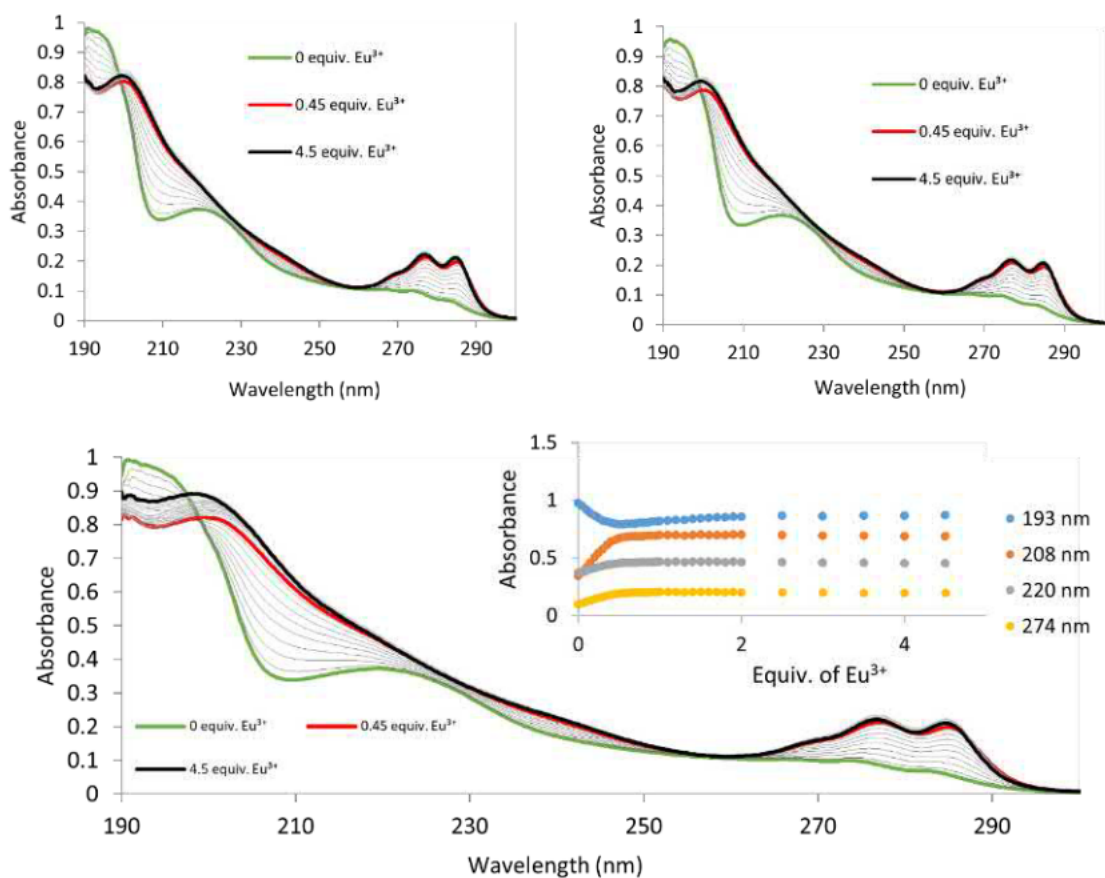 1
0.9
0.8
0.7
0.6
0.5
0.4
0.3
0.2
0.1
0
Absorbance
0 equiv. Eu³⁺
0.45 equiv. Eu³⁺
4.5 equiv. Eu³⁺
190 210 230 250 270 290
Wavelength (nm)
1
0.9
0.8
0.7
0.6
0.5
0.4
0.3
0.2
0.1
0
Absorbance
0 equiv. Eu³⁺
0.45 equiv. Eu³⁺
4.5 equiv. Eu³⁺
190 210 230 250 270 290
Wavelength (nm)
1
0.9
0.8
0.7
0.6
0.5
0.4
0.3
0.2
0.1
0
Absorbance
0 equiv. Eu³⁺ 0.45 equiv. Eu³⁺
4.5 equiv. Eu³⁺
190 210 230 250 270 290
Wavelength (nm)
1.5
1
0.5
0
Absorbance
0 2 4
Equiv. of Eu³⁺
193 nm
208 nm
220 nm
274 nm